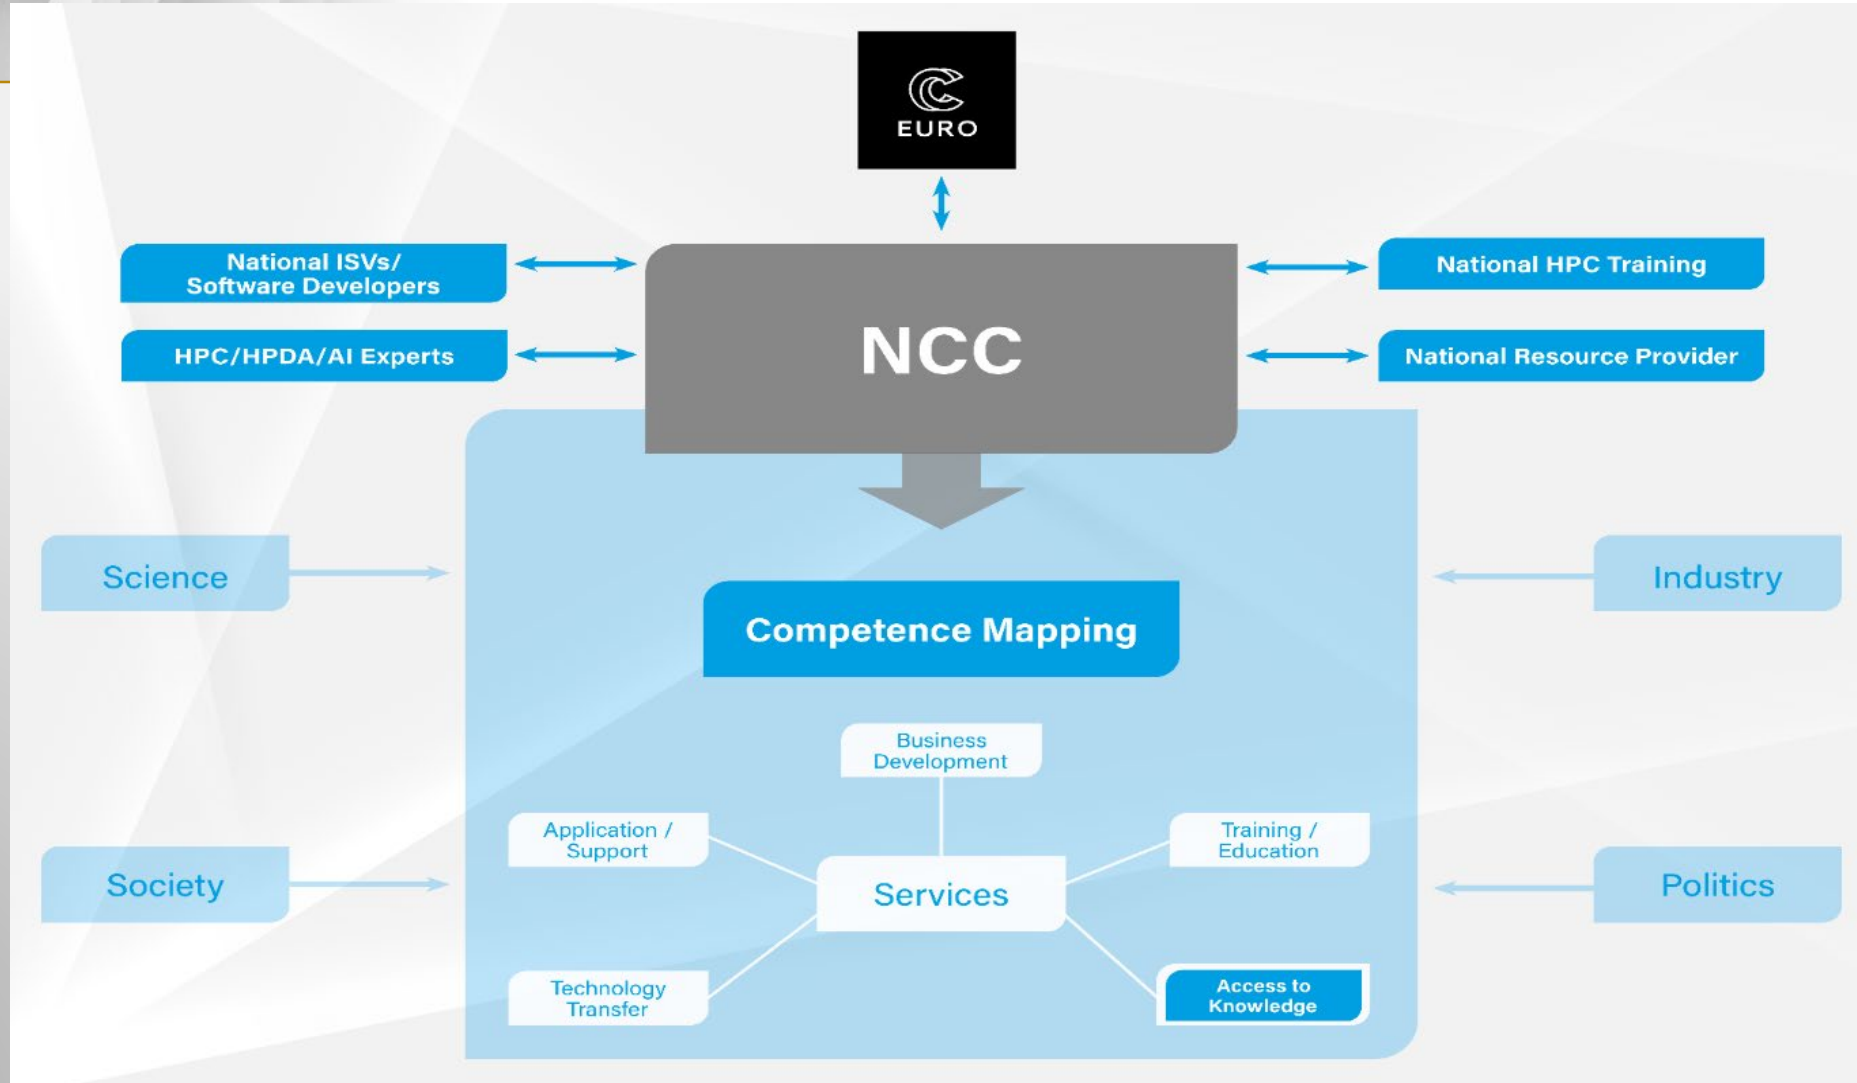 EURO
National ISVs/
Software Developers
National HPC Training
HPC/HPDA/AI Experts
NCC
National Resource Provider
Science
Industry
Competence Mapping
Business
Development
Application /
Support
Training /
Education
Society
Services
Politics
Technology
Transfer
Access to
Knowledge